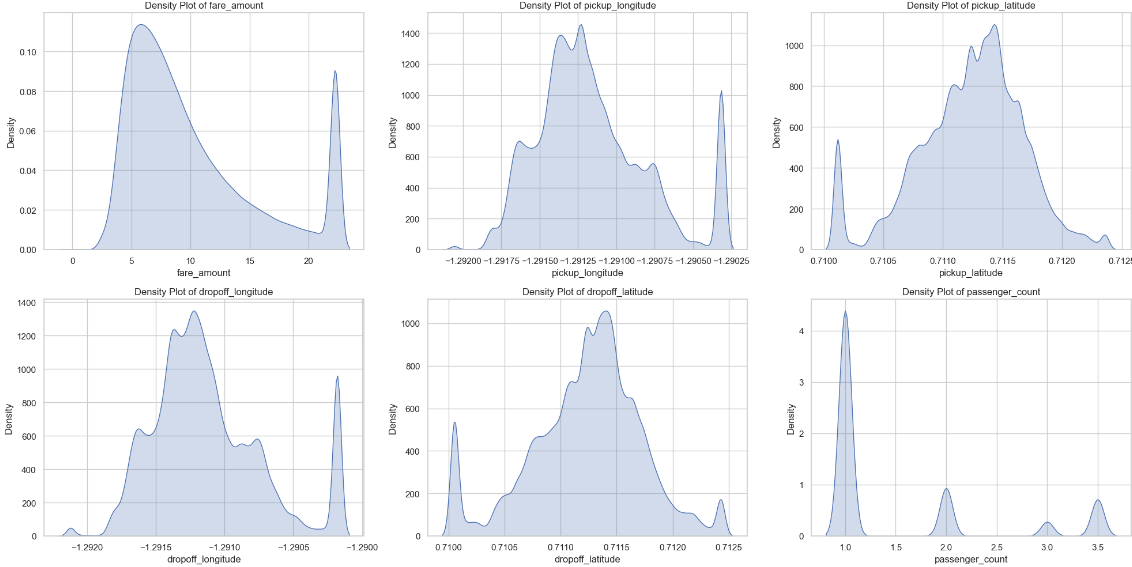 Density Plot of fare_amount
Density
0.10
0.08
0.06
0.04
0.02
0.00
0 5 10 15 20
fare_amount
Density Plot of pickup_longitude
Density
1400
1200
1000
800
600
400
200
0
−1.29200 −1.29175 −1.29150 −1.29125 −1.29100 −1.29075 −1.29050 −1.29025
pickup_longitude
Density Plot of pickup_latitude
Density
1000
800
600
400
200
0
0.7100 0.7105 0.7110 0.7115 0.7120 0.7125
pickup_latitude
Density Plot of dropoff_longitude
Density
1400
1200
1000
800
600
400
200
0
−1.2920 −1.2915 −1.2910 −1.2905 −1.2900
dropoff_longitude
Density Plot of dropoff_latitude
Density
1000
800
600
400
200
0
0.7100 0.7105 0.7110 0.7115 0.7120 0.7125
dropoff_latitude
Density Plot of passenger_count
Density
4
3
2
1
0
1.0 1.5 2.0 2.5 3.0 3.5
passenger_count